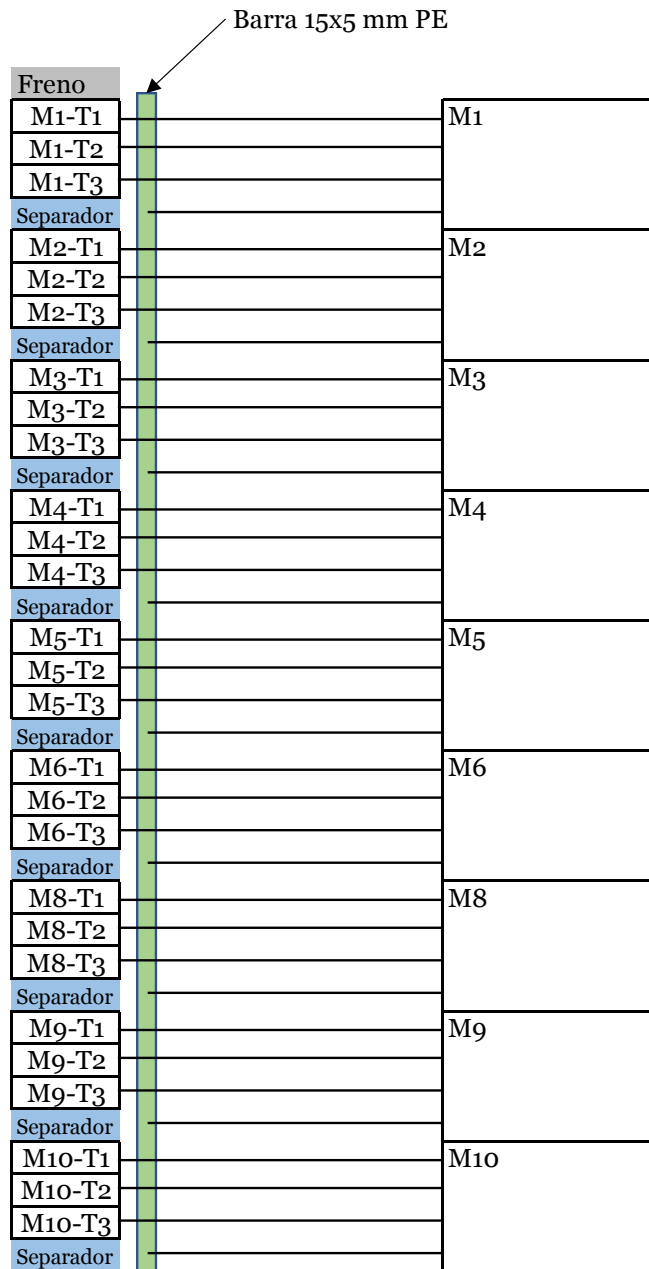 Barra 15x5 mm PE
Freno
M1-T1
M1
M1-T2
M1-T3
Separador
M2-T1
M2
M2-T2
M2-T3
Separador
M3-T1
M3
M3-T2
M3-T3
Separador
M4-T1
M4
M4-T2
M4-T3
Separador
M5-T1
M5
M5-T2
M5-T3
Separador
M6-T1
M6
M6-T2
M6-T3
Separador
M8-T1
M8
M8-T2
M8-T3
Separador
M9-T1
M9
M9-T2
M9-T3
Separador
M10-T1
M10
M10-T2
M10-T3
Separador